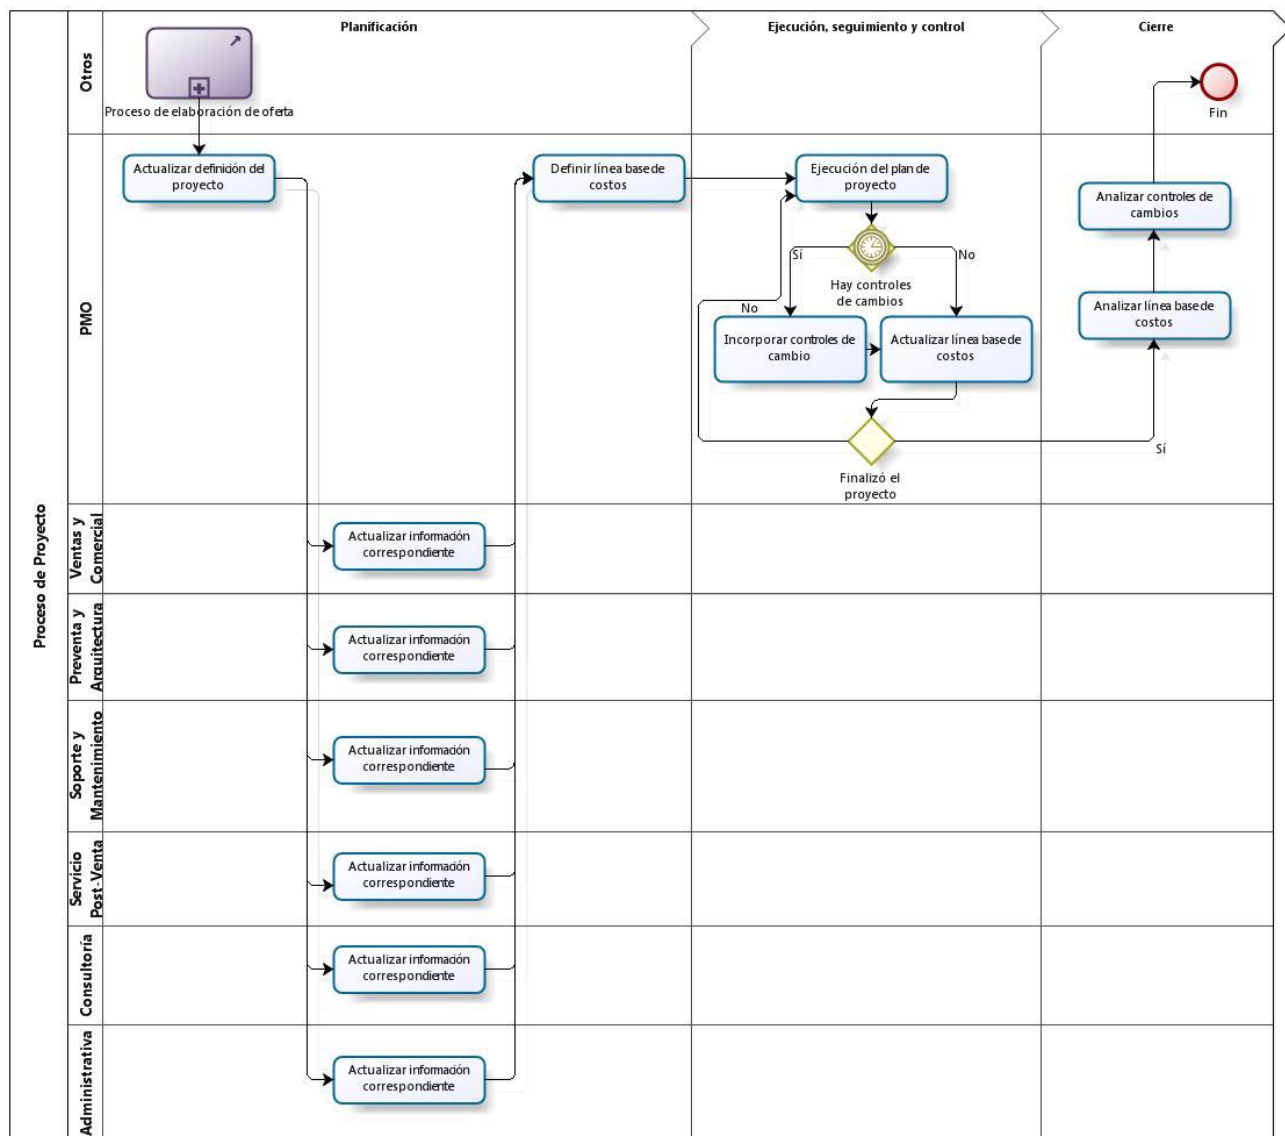 Planificación
Ejecución, seguimiento y control
Cierre
Proceso de Proyecto
Otros
Proceso de elaboración de oferta
Fin
PMO
Actualizar definición del
proyecto
Definir línea base de
costos
Ejecución del plan de
proyecto
Sí
No
Hay controles
de cambios
No
Incorporar controles de
cambio
Actualizar línea base de
costos
Finalizó el
proyecto
Sí
Analizar controles de
cambios
Analizar línea base de
costos
Ventas y
Comercial
Actualizar información
correspondiente
Preventa y
Arquitectura
Actualizar información
correspondiente
Soporte y
Mantenimiento
Actualizar información
correspondiente
Servicio
Post-Venta
Actualizar información
correspondiente
Consultoría
Actualizar información
correspondiente
Administrativa
Actualizar información
correspondiente